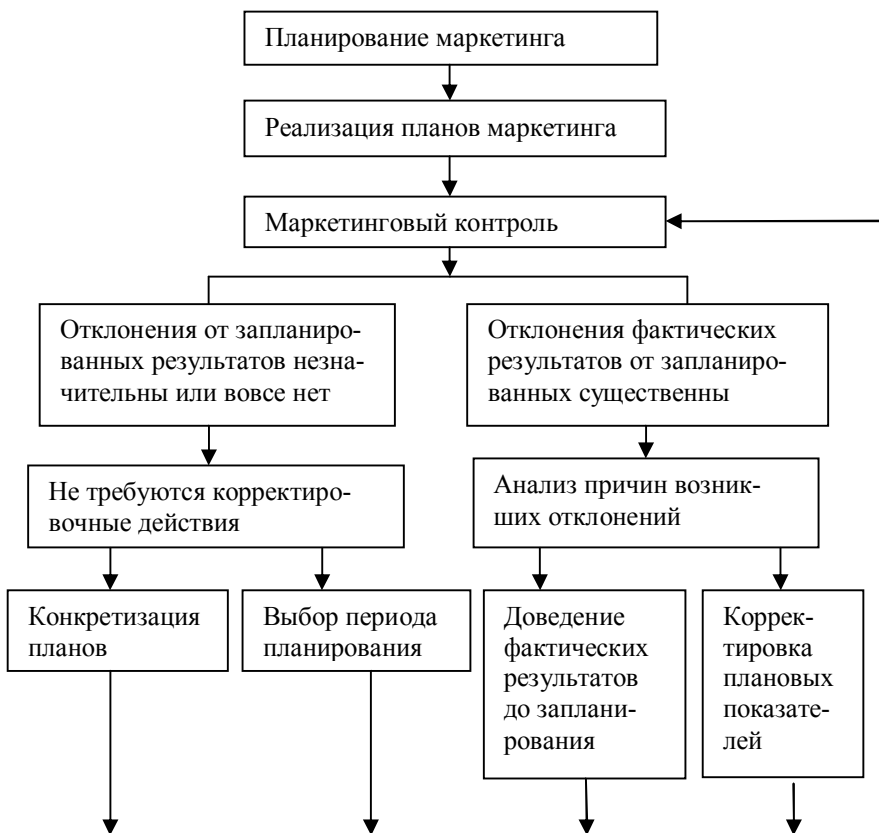 Планирование маркетинга
Реализация планов маркетинга
Маркетинговый контроль
Отклонения от запланиро-
ванных результатов незна-
чительны или вовсе нет
Отклонения фактических
результатов от запланиро-
ванных существенны
Не требуются корректиро-
вочные действия
Анализ причин возник-
ших отклонений
Конкретизация
планов
Выбор периода
планирования
Доведение
фактических
результатов
до заплани-
рования
Коррек-
тировка
плановых
показате-
лей